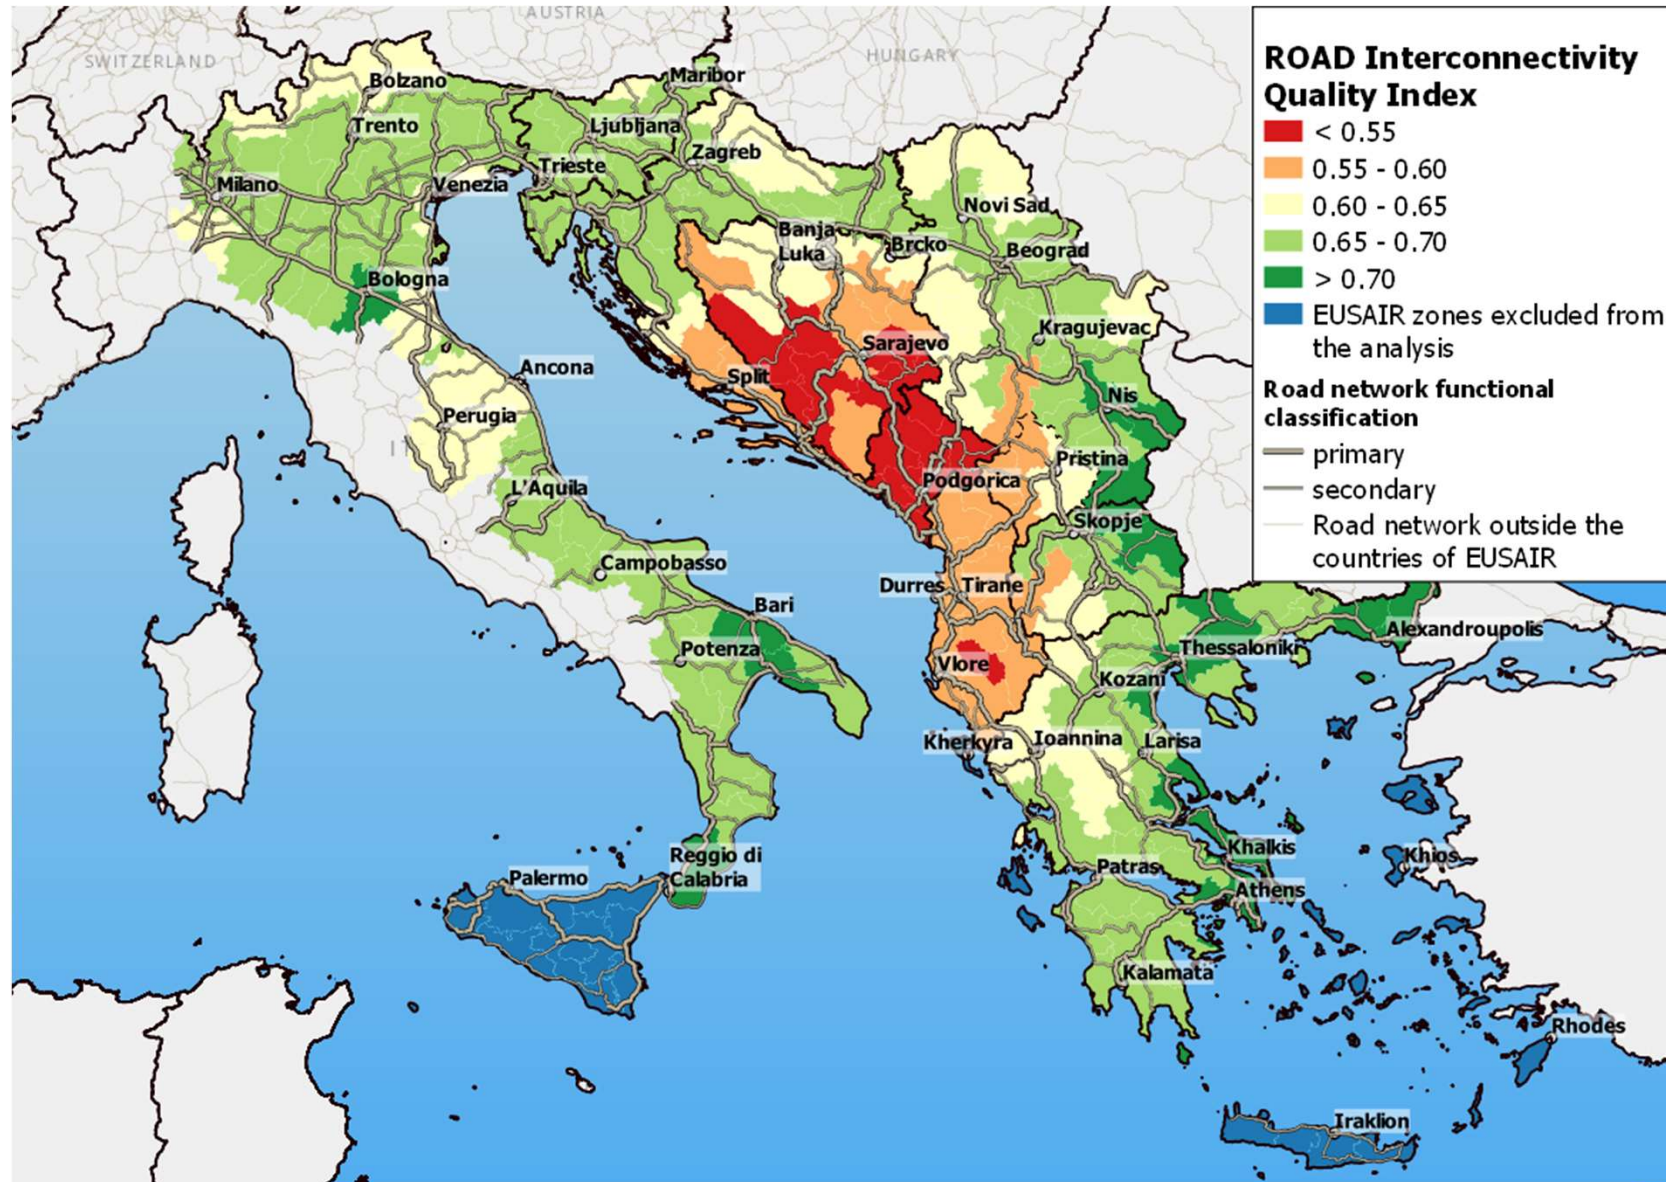 AUSTRIA
SWITZERLAND
HUNGARY
ROAD Interconnectivity
Quality Index
< 0.55
0.55 - 0.60
0.60 - 0.65
0.65 - 0.70
> 0.70
EUSAIR zones excluded from
the analysis
Road network functional
classification
primary
secondary
Road network outside the
countries of EUSAIR
Bolzano
Maribor
Trento
Ljubljana
Zagreb
Trieste
Milano
Venezia
Novi Sad
Banja
Luka
Brcko
Beograd
Bologna
Kragujevac
Sarajevo
Ancona
Split
Nis
Perugia
Pristina
Podgorica
L'Aquila
Skopje
Campobasso
Durres
Tirane
Bari
Alexandroupolis
Potenza
Thessaloniki
Vlore
Kozani
Kherkyra
Ioannina
Larisa
Reggio di
Calabria
Khalkis
Khios
Patras
Palermo
Athens
Kalamata
Rhodes
Iraklion